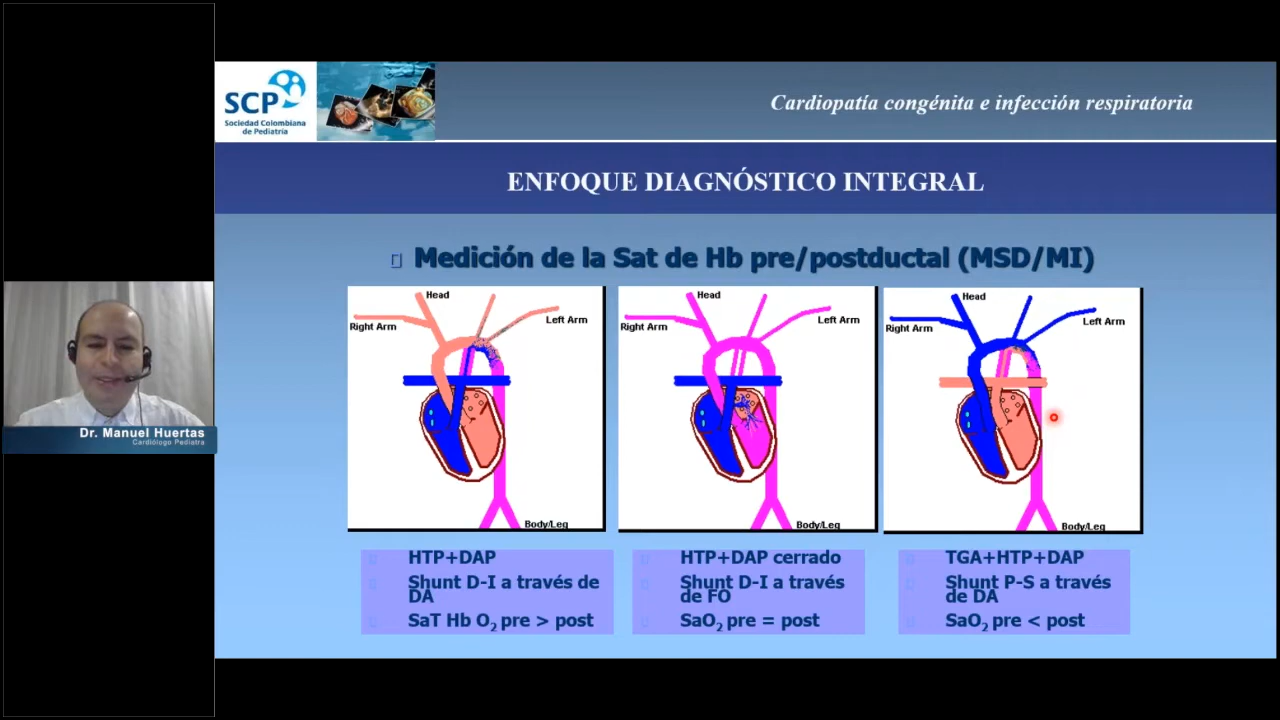 SCP
Sociedad Colombiana
de Pediatría
Cardiopatía congénita e infección respiratoria
ENFOQUE DIAGNÓSTICO INTEGRAL
Medición de la Sat de Hb pre/postductal (MSD/MI)
Head
Right Arm
Left Arm
Body/Leg
Head
Right Arm
Left Arm
Body/Leg
Head
Right Arm
Left Arm
Body/Leg
HTP+DAP
Shunt D-I a través de
DA
SaT Hb O2 pre > post
HTP+DAP cerrado
Shunt D-I a través
de FO
SaO2 pre = post
TGA+HTP+DAP
Shunt P-S a través
de DA
SaO2 pre < post
Dr. Manuel Huertas
Cardiólogo Pediatra